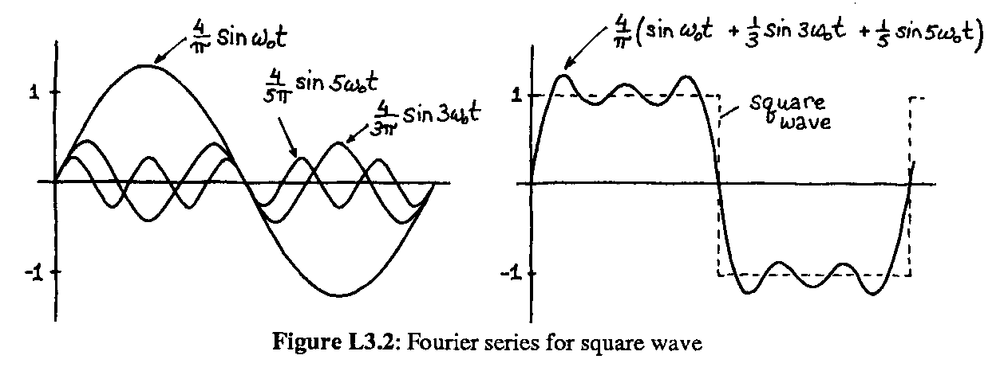 4/π sin ω₀t
4/5π sin 5ω₀t
4/3π sin 3ω₀t
1
-1
4/π (sin ω₀t + 1/3 sin 3ω₀t + 1/5 sin 5ω₀t)
1
square
wave
-1
Figure L3.2: Fourier series for square wave